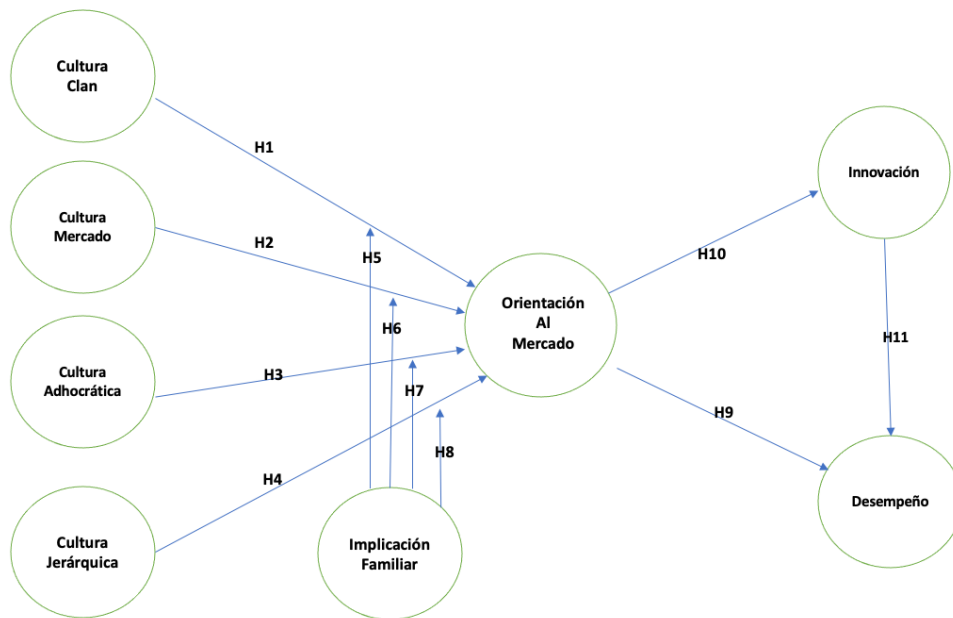 Cultura
Clan
H1
Cultura
Mercado
H2
H5
H6
Cultura
Adhocrática
H3
H7
Cultura
Jerárquica
H4
H8
Implicación
Familiar
Orientación
Al
Mercado
H10
H9
Innovación
H11
Desempeño